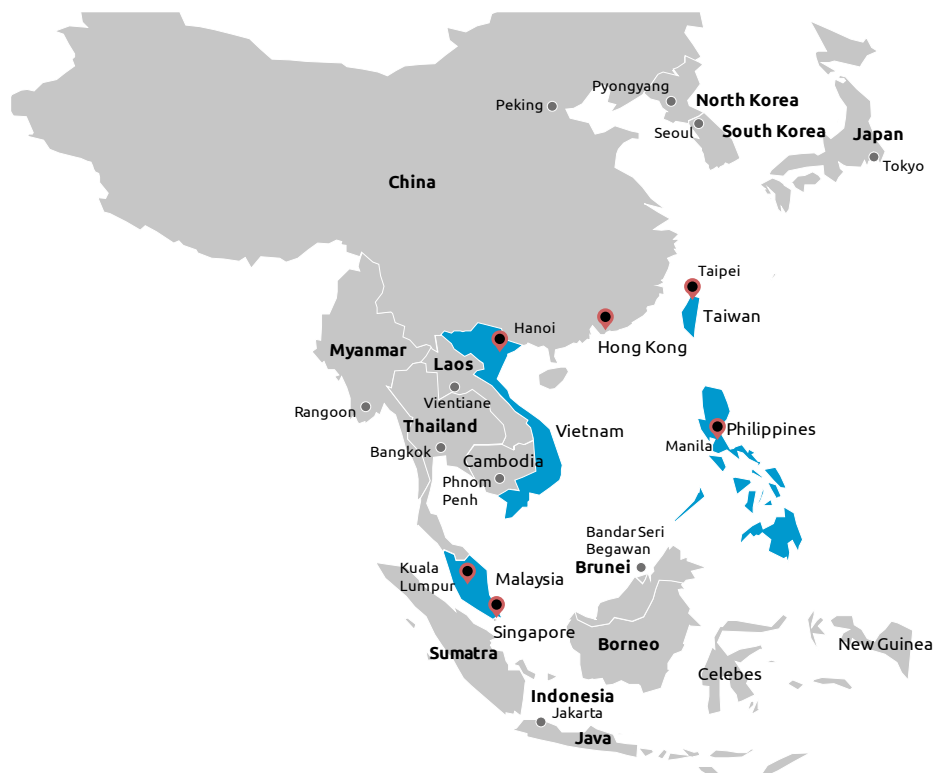 Pyongyang
Peking
North Korea
Seoul
South Korea
Japan
Tokyo
China
Taipei
Taiwan
Hanoi
Hong Kong
Myanmar
Laos
Vientiane
Rangoon
Thailand
Vietnam
Philippines
Manila
Bangkok
Cambodia
Phnom
Penh
Bandar Seri
Begawan
Brunei
Kuala
Lumpur
Malaysia
Singapore
Sumatra
Borneo
New Guinea
Celebes
Indonesia
Jakarta
Java